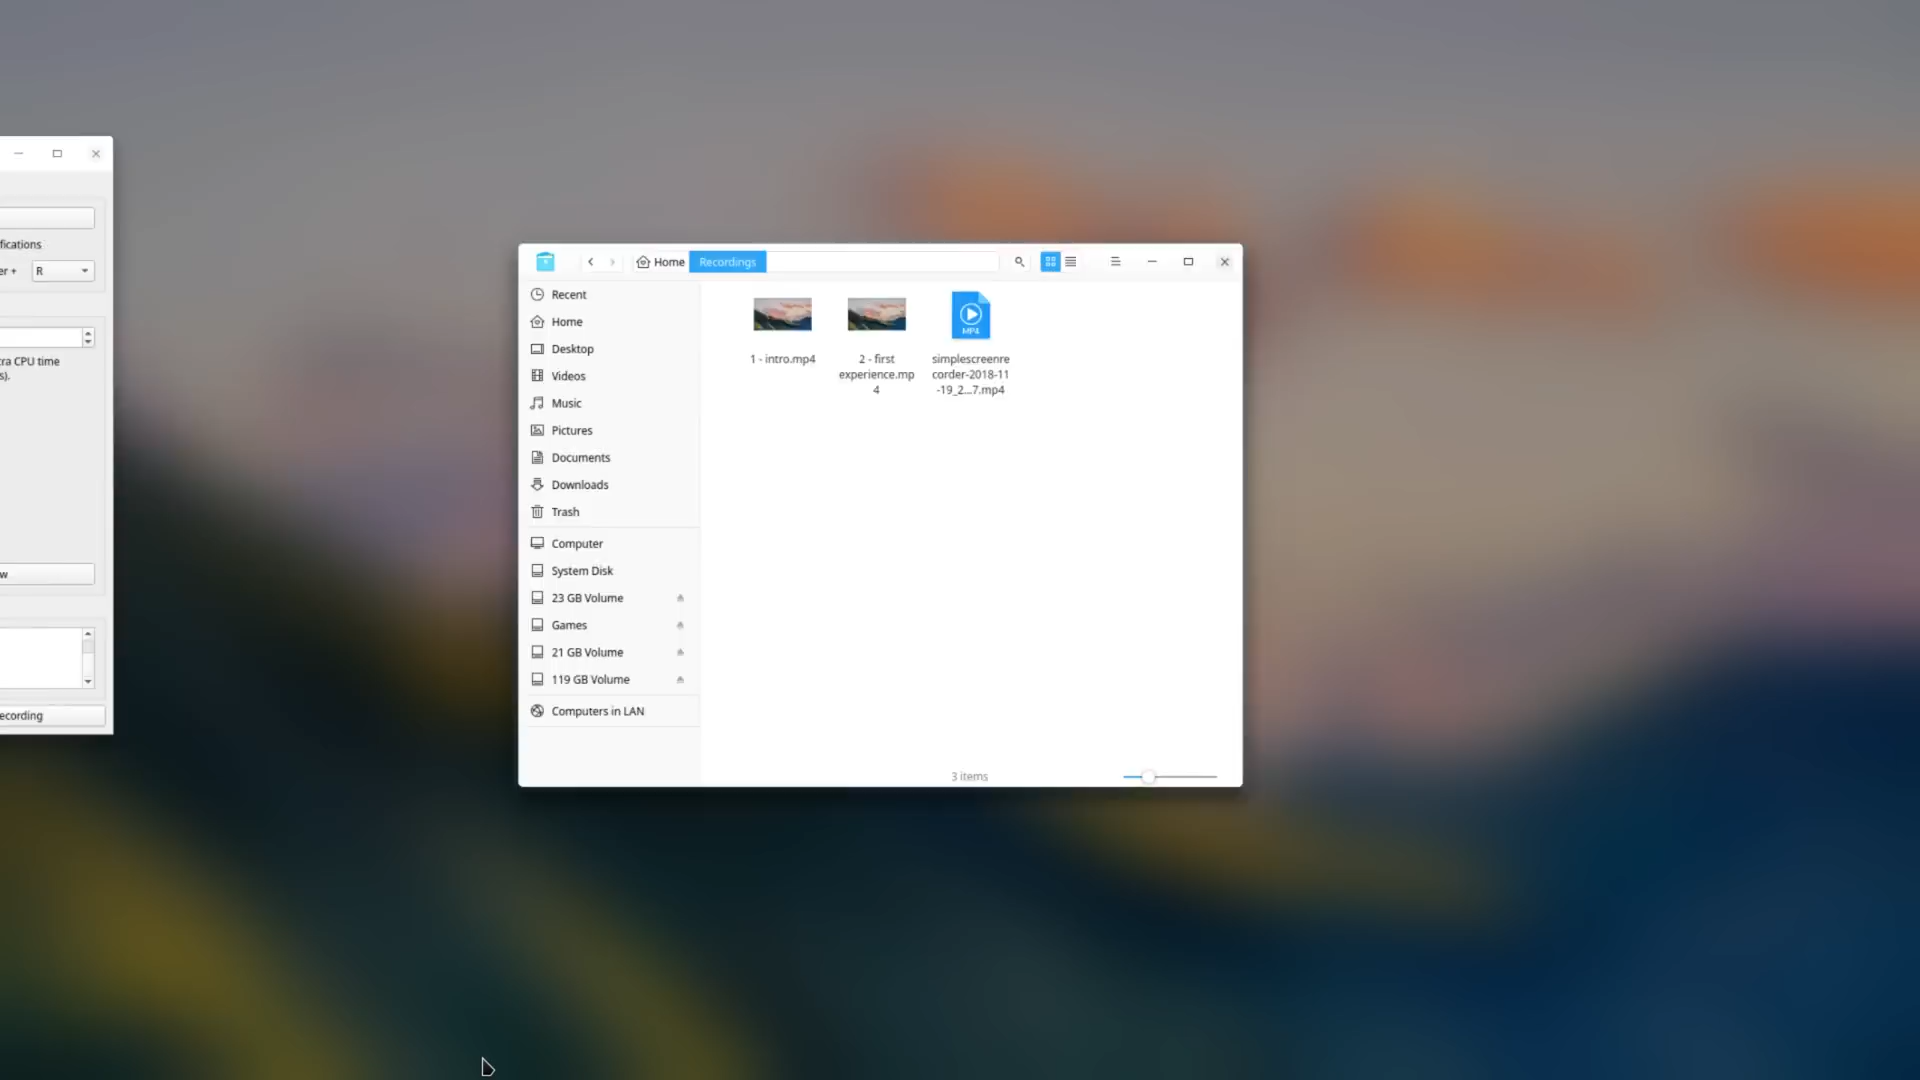 fications
er +
R
tra CPU time
s).
w
ecording
Home
Recordings
Recent
Home
Desktop
Videos
Music
Pictures
Documents
Downloads
Trash
Computer
System Disk
23 GB Volume
Games
21 GB Volume
119 GB Volume
Computers in LAN
MP4
1 - intro.mp4
2 - first
experience.mp
4
simplescreenre
corder-2018-11
-19_2...7.mp4
3 items